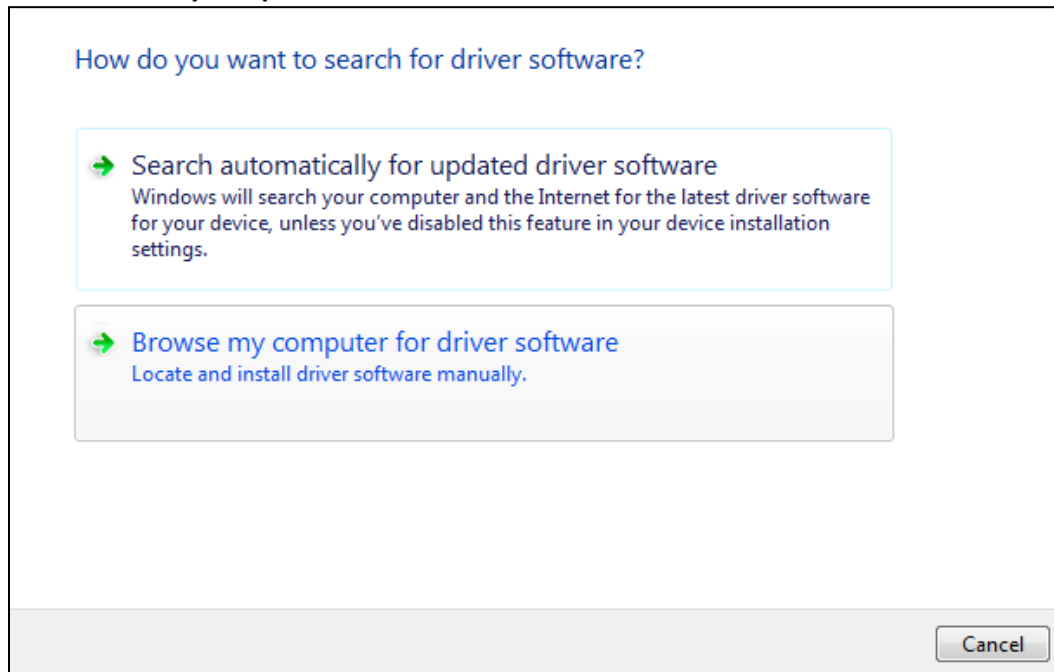 How do you want to search for driver software?
Search automatically for updated driver software
Windows will search your computer and the Internet for the latest driver software
for your device, unless you've disabled this feature in your device installation
settings.
Browse my computer for driver software
Locate and install driver software manually.
Cancel